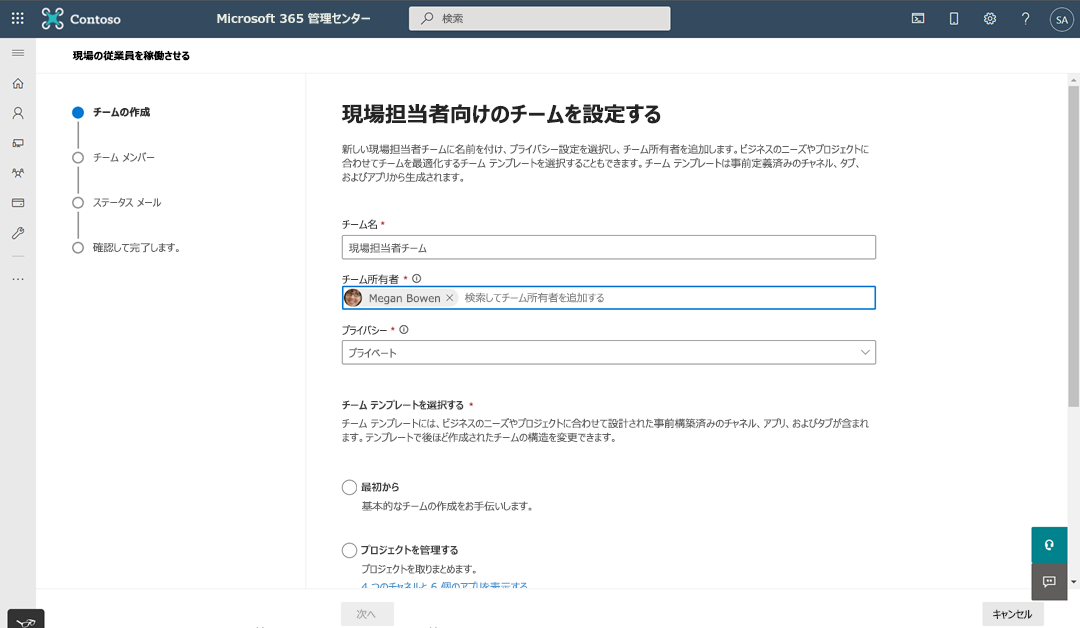 Contoso
Microsoft 365 管理センター
検索
SA
現場の従業員を稼働させる
チームの作成
チーム メンバー
ステータス メール
確認して完了します。
現場担当者向けのチームを設定する
新しい現場担当者チームに名前を付け、プライバシー設定を選択し、チーム所有者を追加します。ビジネスのニーズやプロジェクトに
合わせてチームを最適化するチーム テンプレートを選択することもできます。チーム テンプレートは事前定義済みのチャネル、タブ、
およびアプリから生成されます。
チーム名 *
現場担当者チーム
チーム所有者 *
Megan Bowen 検索してチーム所有者を追加する
プライバシー *
プライベート
チーム テンプレートを選択する *
チーム テンプレートには、ビジネスのニーズやプロジェクトに合わせて設計された事前構築済みのチャネル、アプリ、およびタブが含まれ
ます。テンプレートで後ほど作成されたチームの構造を変更できます。
最初から
基本的なチームの作成をお手伝いします。
プロジェクトを管理する
プロジェクトを取りまとめます。
4 つのチャネルと 6 個のアプリを表示する
次へ
キャンセル